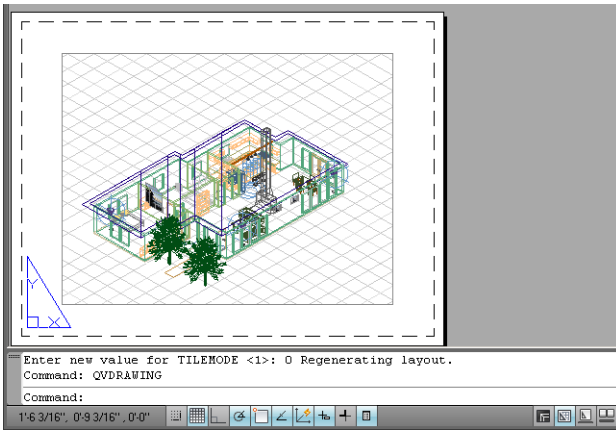 Y
X
Enter new value for TILEMODE <1>: 0 Regenerating layout.
Command: QVDRAWING
Command:
1'-6 3/16", 0'-9 3/16" , 0'-0"